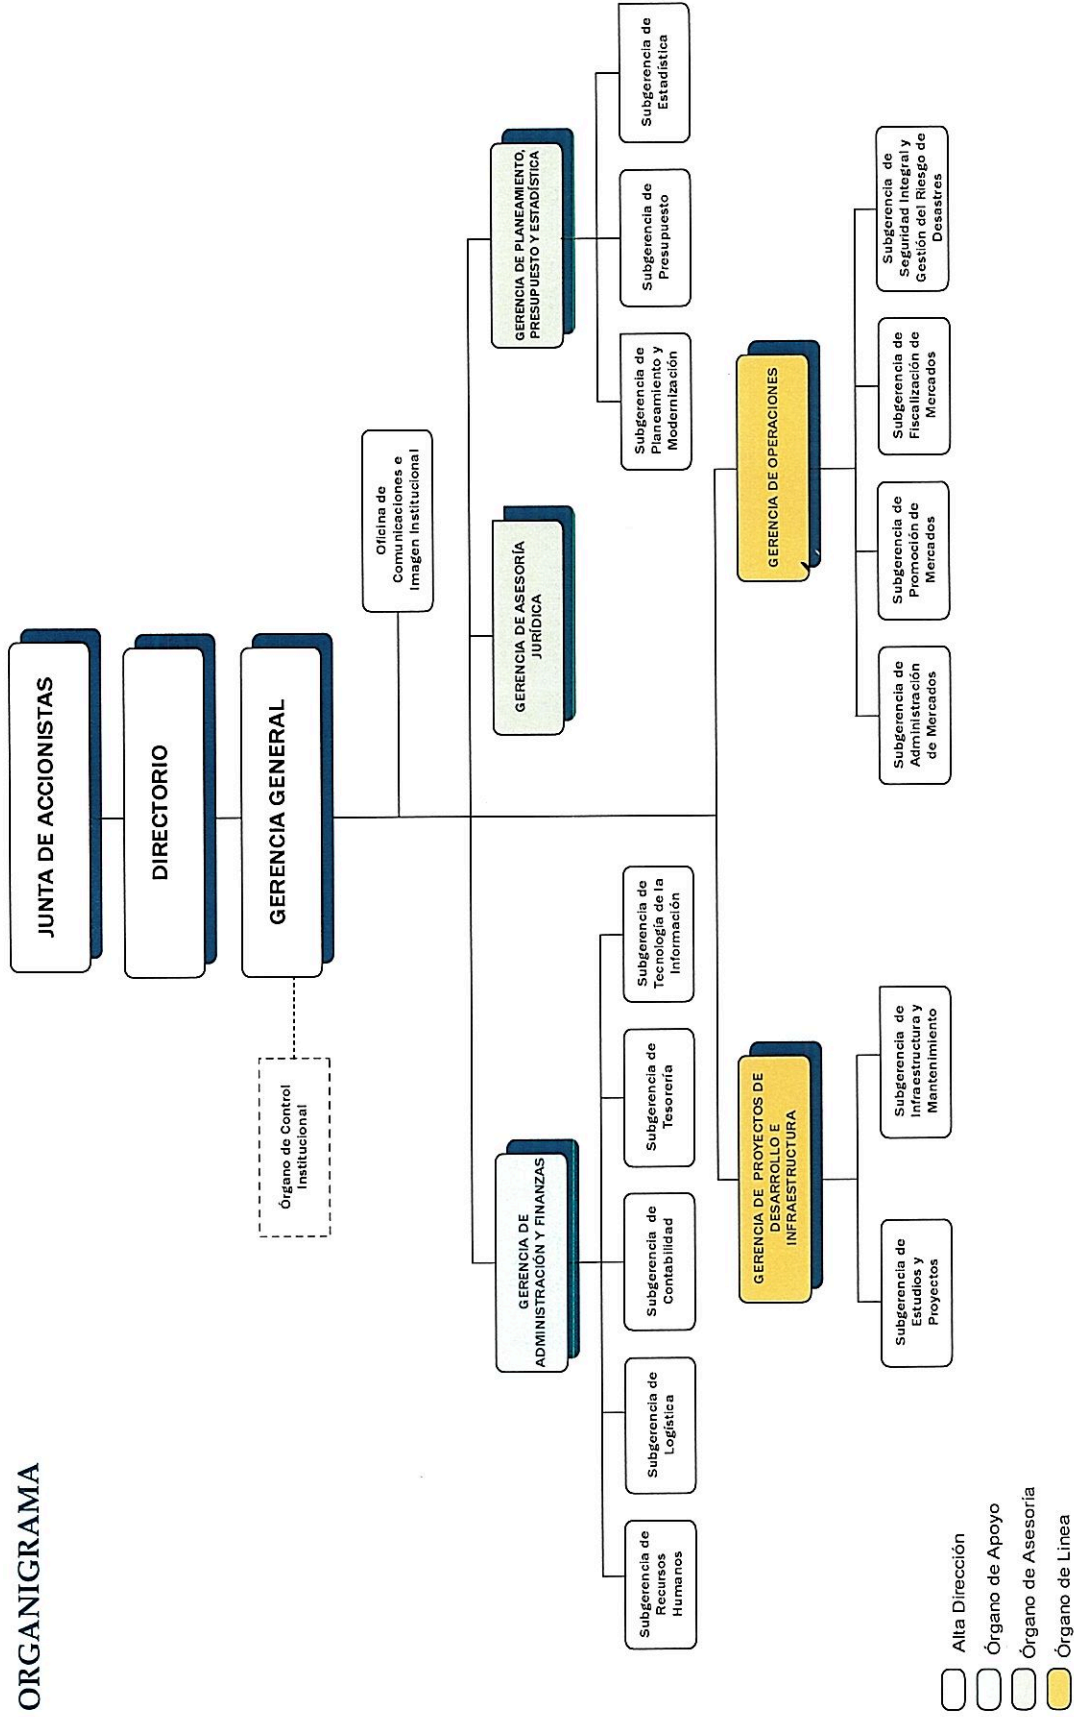 ORGANIGRAMA
JUNTA DE ACCIONISTAS
DIRECTORIO
GERENCIA GENERAL
Órgano de Control
Institucional
Oficina de
Comunicaciones e
Imagen Institucional
GERENCIA DE
ADMINISTRACIÓN Y FINANZAS
GERENCIA DE ASESORÍA
JURÍDICA
GERENCIA DE PLANEAMIENTO,
PRESUPUESTO Y ESTADÍSTICA
Subgerencia de
Recursos
Humanos
Subgerencia de
Logística
Subgerencia de
Contabilidad
Subgerencia de
Tesorería
Subgerencia de
Tecnología de la
Información
Subgerencia de
Planeamiento y
Modernización
Subgerencia de
Presupuesto
Subgerencia de
Estadística
GERENCIA DE PROYECTOS DE
DESARROLLO E
INFRAESTRUCTURA
GERENCIA DE OPERACIONES
Subgerencia de
Estudios y
Proyectos
Subgerencia de
Infraestructura y
Mantenimiento
Subgerencia de
Administración
de Mercados
Subgerencia de
Promoción de
Mercados
Subgerencia de
Fiscalización de
Mercados
Subgerencia de
Seguridad Integral y
Gestión del Riesgo de
Desastres
Alta Dirección
Órgano de Apoyo
Órgano de Asesoría
Órgano de Linea